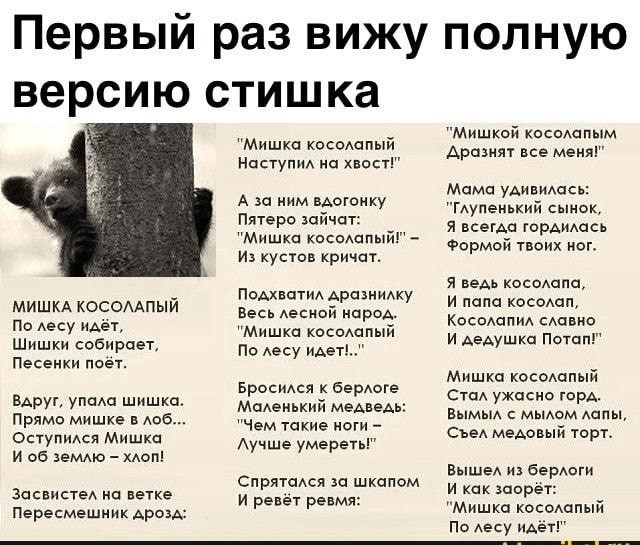 Первый раз вижу полную
версию стишка
МИШКА КОСОЛАПЫЙ
По лесу идёт,
Шишки собирает,
Песенки поёт.
Вдруг, упала шишка.
Прямо мишке в лоб...
Оступился Мишка
И об землю – хлоп!
Засвистел на ветке
Пересмешник дрозд:
"Мишка косолапый
Наступил на хвост!"
А за ним вдогонку
Пятеро зайчат:
"Мишка косолапый!" –
Из кустов кричат.
Подхватил дразнилку
Весь лесной народ.
"Мишка косолапый
По лесу идет!.."
Бросился к берлоге
Маленький медведь:
"Чем такие ноги –
Лучше умереть!"
Спрятался за шкапом
И ревёт ревмя:
"Мишкой косолапым
Дразнят все меня!"
Мама удивилась:
"Глупенький сынок,
Я всегда гордилась
Формой твоих ног.
Я ведь косолапа,
И папа косолап,
Косолапил славно
И дедушка Потап!"
Мишка косолапый
Стал ужасно горд.
Вымыл с мылом лапы,
Съел медовый торт.
Вышел из берлоги
И как заорёт:
"Мишка косолапый
По лесу идёт!"